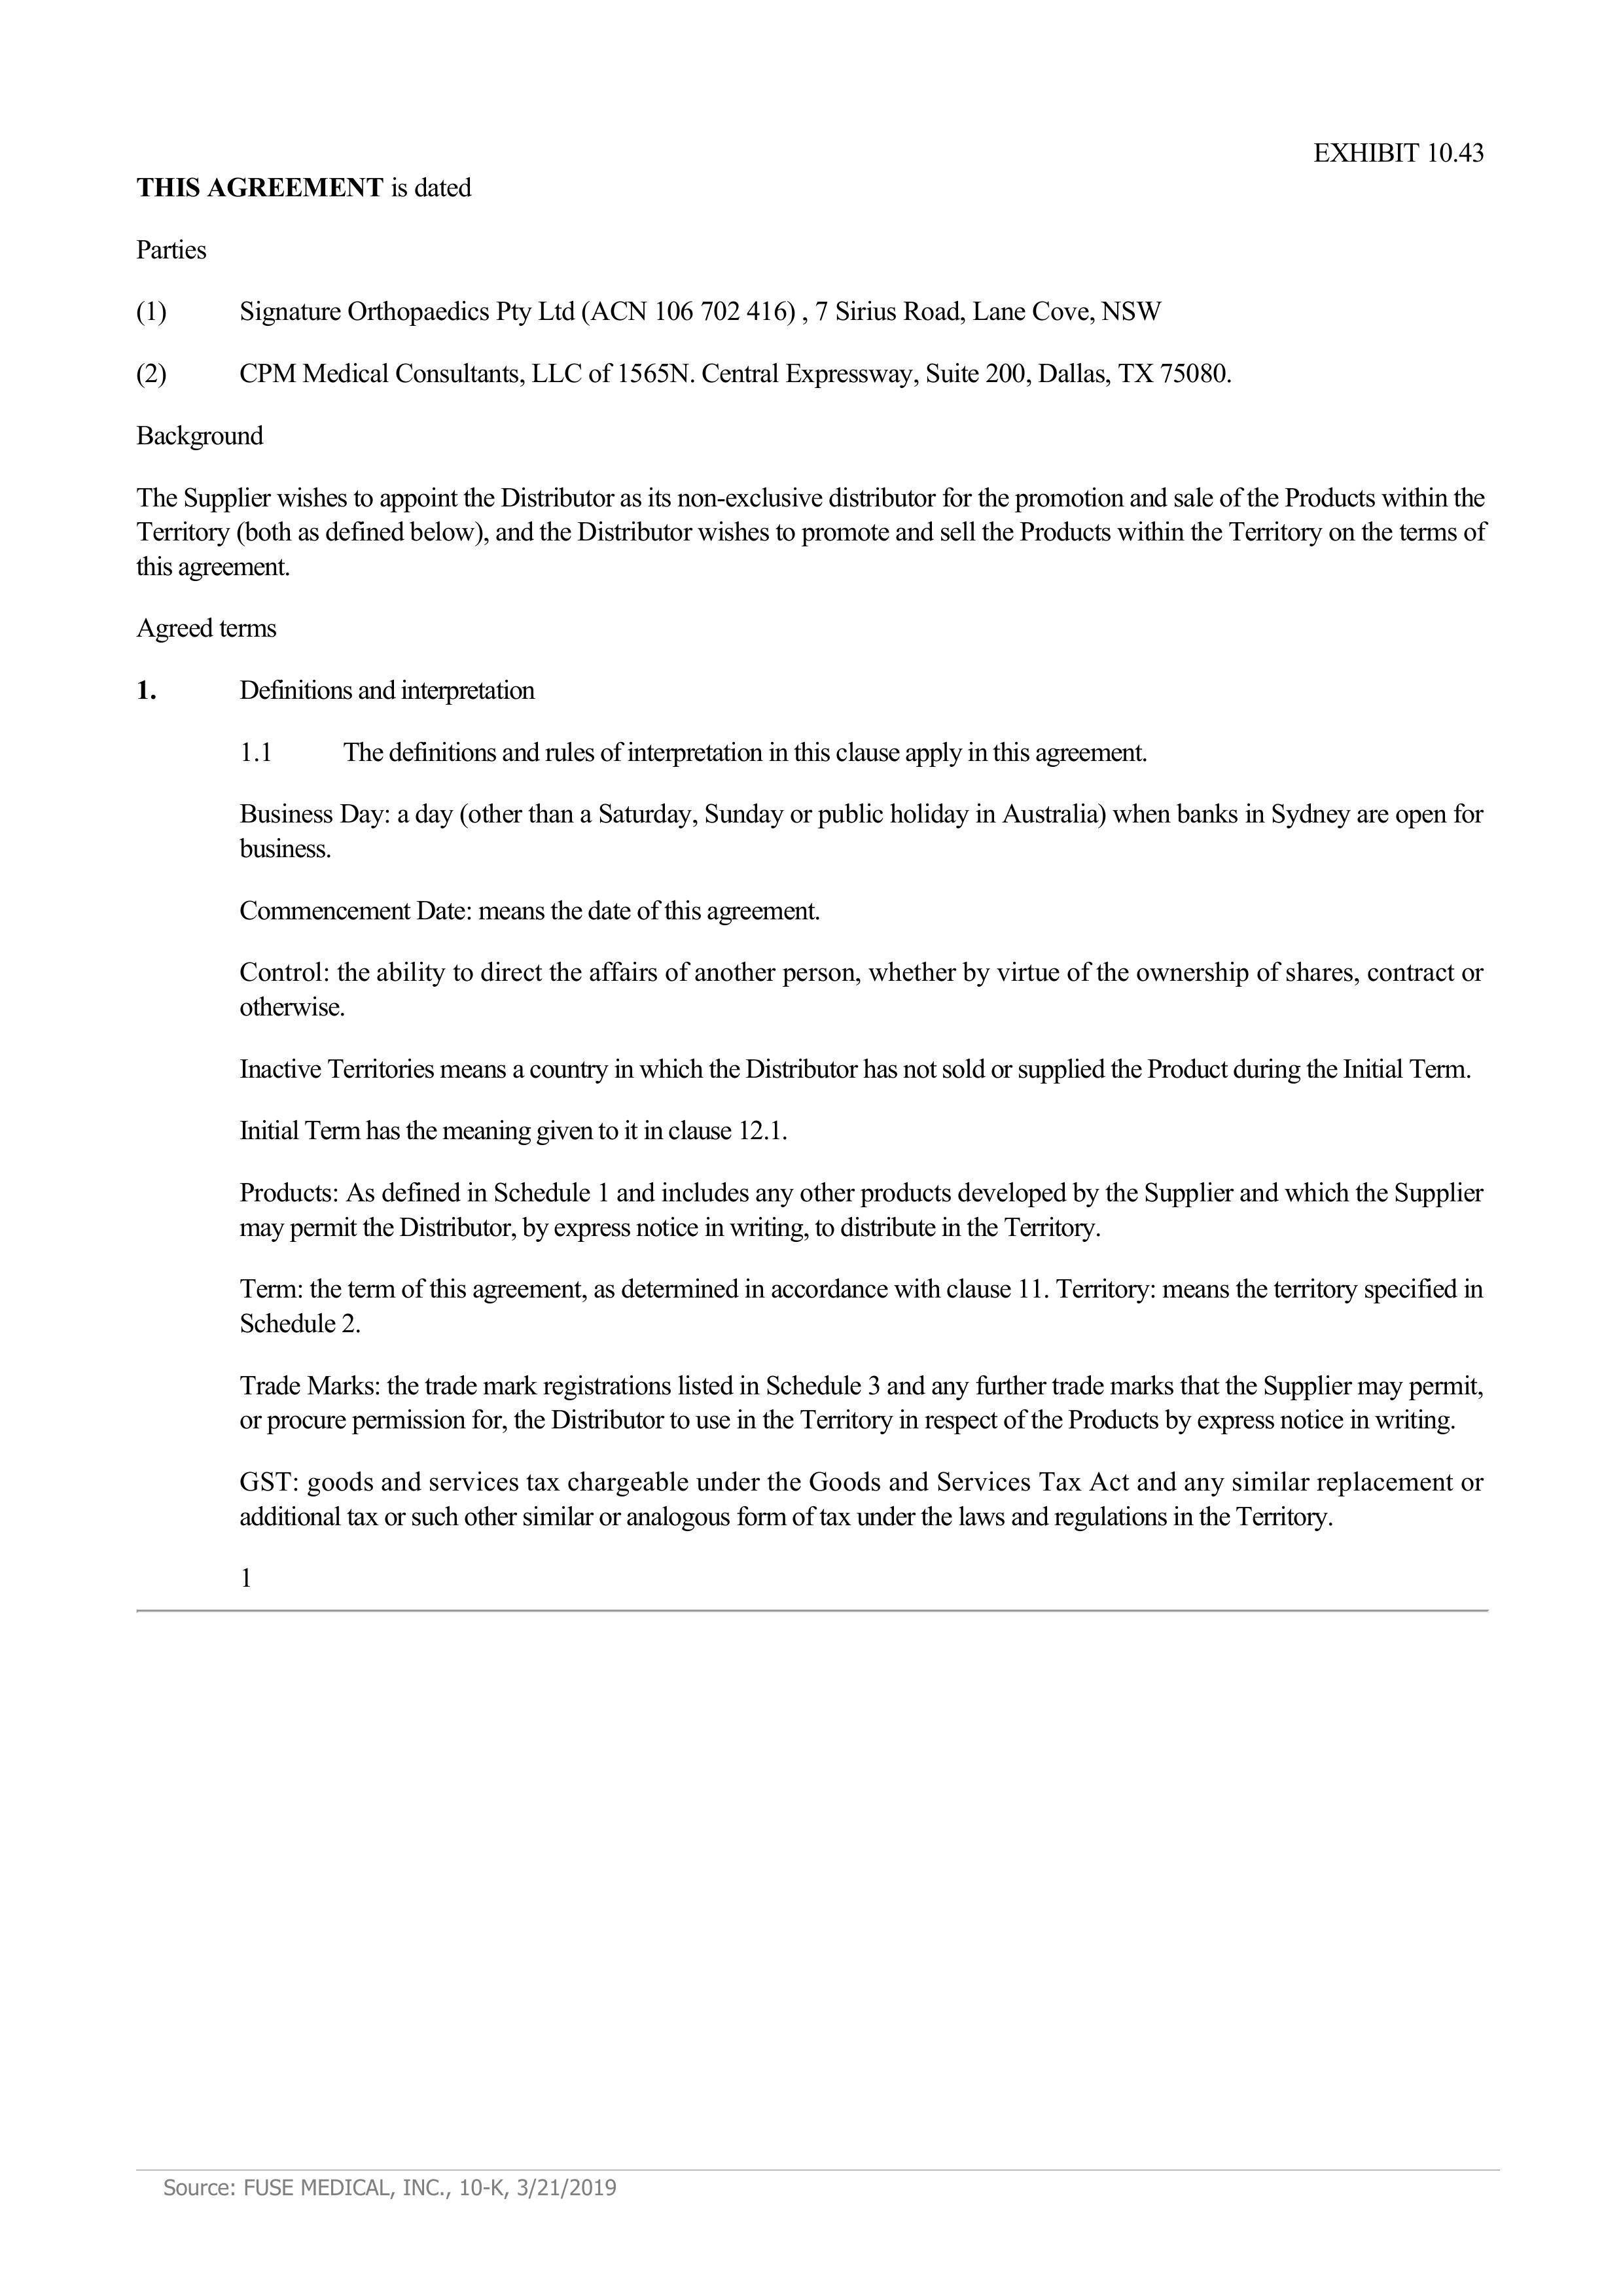 EXHIBIT 10.43
THIS AGREEMENT is dated
Parties
(1) Signature Orthopaedics Pty Ltd (ACN 106 702 416) , 7 Sirius Road, Lane Cove, NSW
(2) CPM Medical Consultants, LLC of 1565N. Central Expressway, Suite 200, Dallas, TX 75080.
Background
The Supplier wishes to appoint the Distributor as its non-exclusive distributor for the promotion and sale of the Products within the
Territory (both as defined below), and the Distributor wishes to promote and sell the Products within the Territory on the terms of
this agreement.
Agreed terms
1. Definitions and interpretation
1.1 The definitions and rules of interpretation in this clause apply in this agreement.
Business Day: a day (other than a Saturday, Sunday or public holiday in Australia) when banks in Sydney are open for
business.
Commencement Date: means the date of this agreement.
Control: the ability to direct the affairs of another person, whether by virtue of the ownership of shares, contract or
otherwise.
Inactive Territories means a country in which the Distributor has not sold or supplied the Product during the Initial Term.
Initial Term has the meaning given to it in clause 12.1.
Products: As defined in Schedule 1 and includes any other products developed by the Supplier and which the Supplier
may permit the Distributor, by express notice in writing, to distribute in the Territory.
Term: the term of this agreement, as determined in accordance with clause 11. Territory: means the territory specified in
Schedule 2.
Trade Marks: the trade mark registrations listed in Schedule 3 and any further trade marks that the Supplier may permit,
or procure permission for, the Distributor to use in the Territory in respect of the Products by express notice in writing.
GST: goods and services tax chargeable under the Goods and Services Tax Act and any similar replacement or
additional tax or such other similar or analogous form of tax under the laws and regulations in the Territory.
1
Source: FUSE MEDICAL, INC., 10-K, 3/21/2019